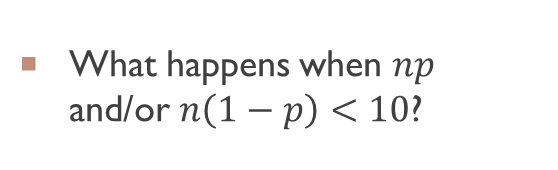 What happens when 𝑛𝑝
and/or 𝑛(1 − 𝑝) < 10?